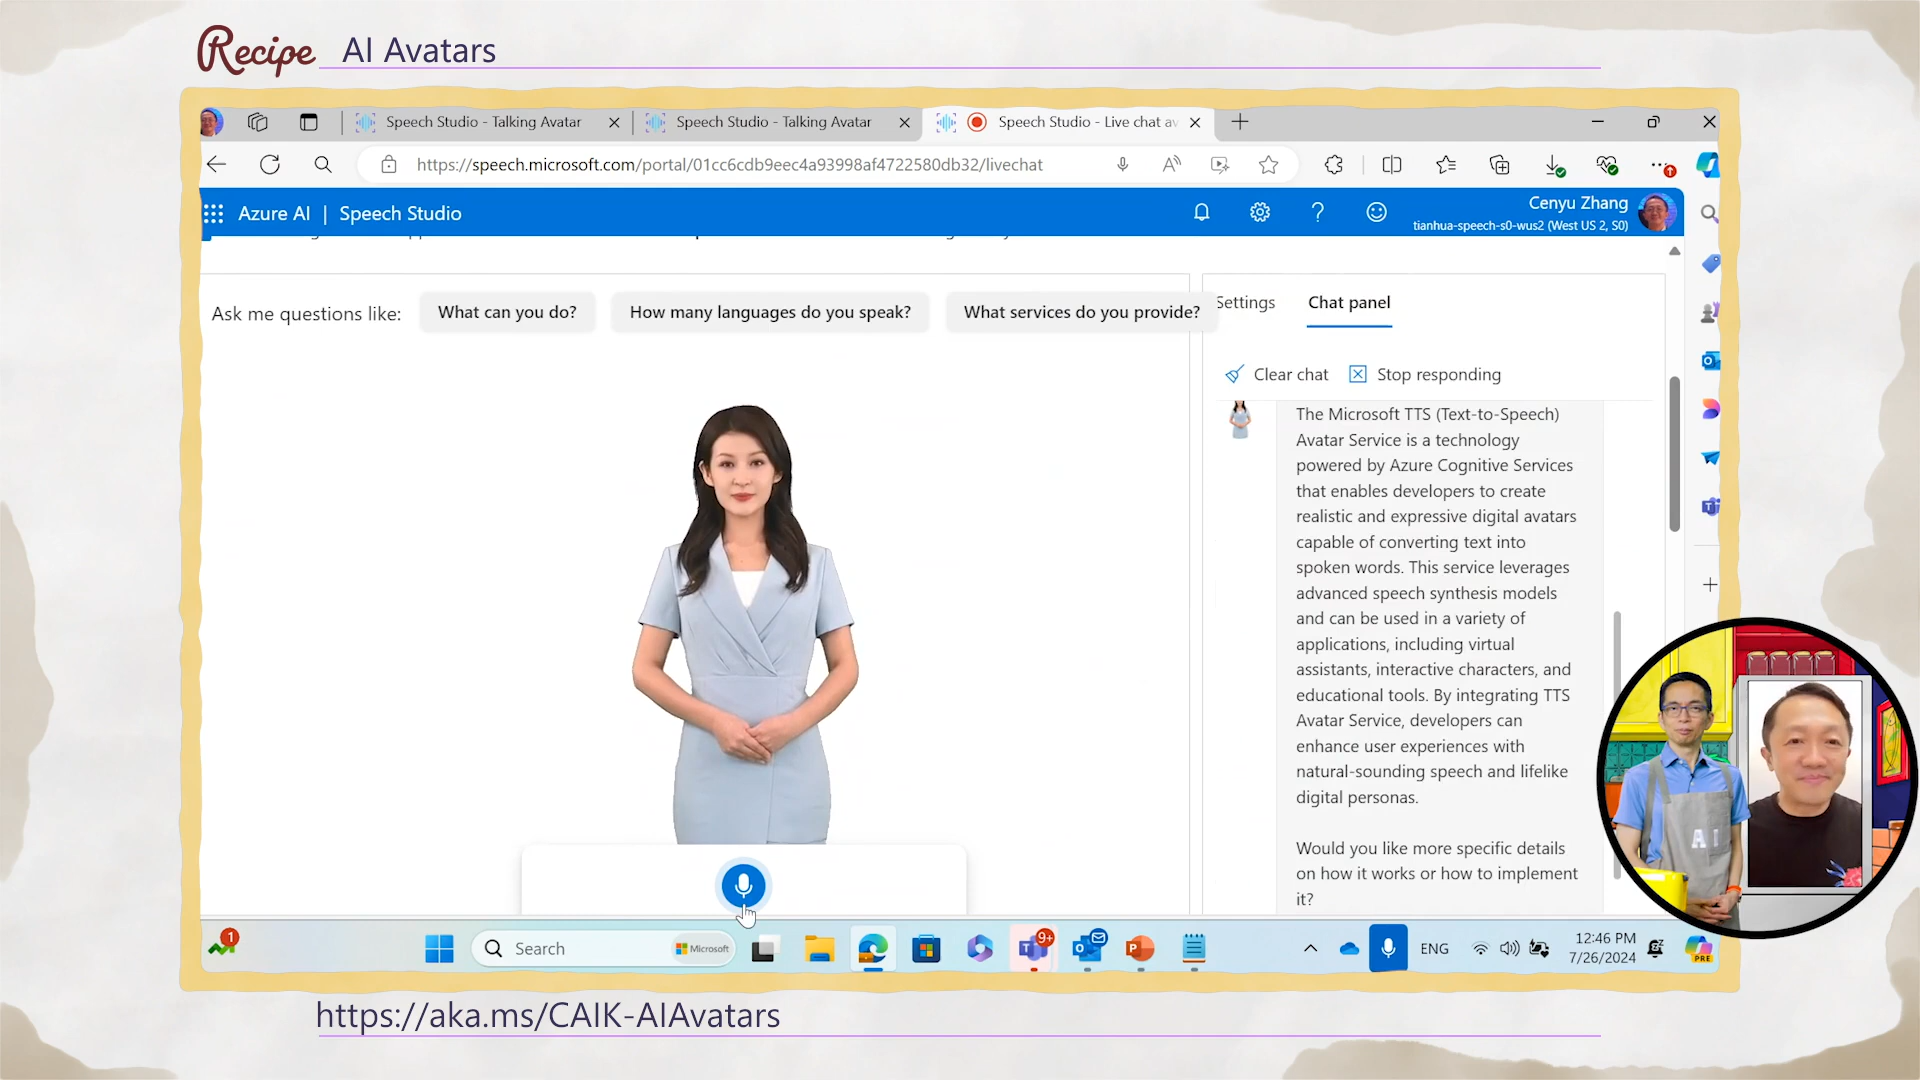 Recipe AI Avatars
Speech Studio - Talking Avatar
Speech Studio - Talking Avatar
Speech Studio - Live chat av
https://speech.microsoft.com/portal/01cc6cdb9eec4a93998af4722580db32/livechat
Azure AI | Speech Studio
Cenyu Zhang
tianhua-speech-s0-wus2 (West US 2, S0)
Ask me questions like:
What can you do?
How many languages do you speak?
What services do you provide?
Settings
Chat panel
Clear chat
Stop responding
The Microsoft TTS (Text-to-Speech)
Avatar Service is a technology
powered by Azure Cognitive Services
that enables developers to create
realistic and expressive digital avatars
capable of converting text into
spoken words. This service leverages
advanced speech synthesis models
and can be used in a variety of
applications, including virtual
assistants, interactive characters, and
educational tools. By integrating TTS
Avatar Service, developers can
enhance user experiences with
natural-sounding speech and lifelike
digital personas.
Would you like more specific details
on how it works or how to implement
it?
AI
1
Search
Microsoft
9+
ENG
12:46 PM
7/26/2024
PRE
https://aka.ms/CAIK-AIAvatars